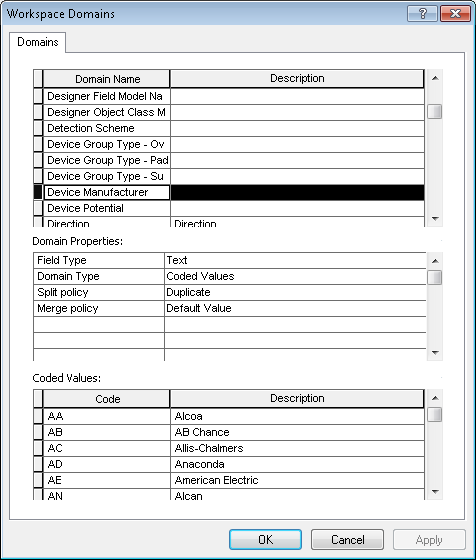 Workspace Domains
Domains
Domain Name Description
Designer Field Model Na
Designer Object Class M
Detection Scheme
Device Group Type - Ov
Device Group Type - Pad
Device Group Type - Su
Device Manufacturer
Device Potential
Direction Direction
Domain Properties:
Field Type Text
Domain Type Coded Values
Split policy Duplicate
Merge policy Default Value
Coded Values:
Code Description
AA Alcoa
AB AB Chance
AC Allis-Chalmers
AD Anaconda
AE American Electric
AN Alcan
OK Cancel Apply